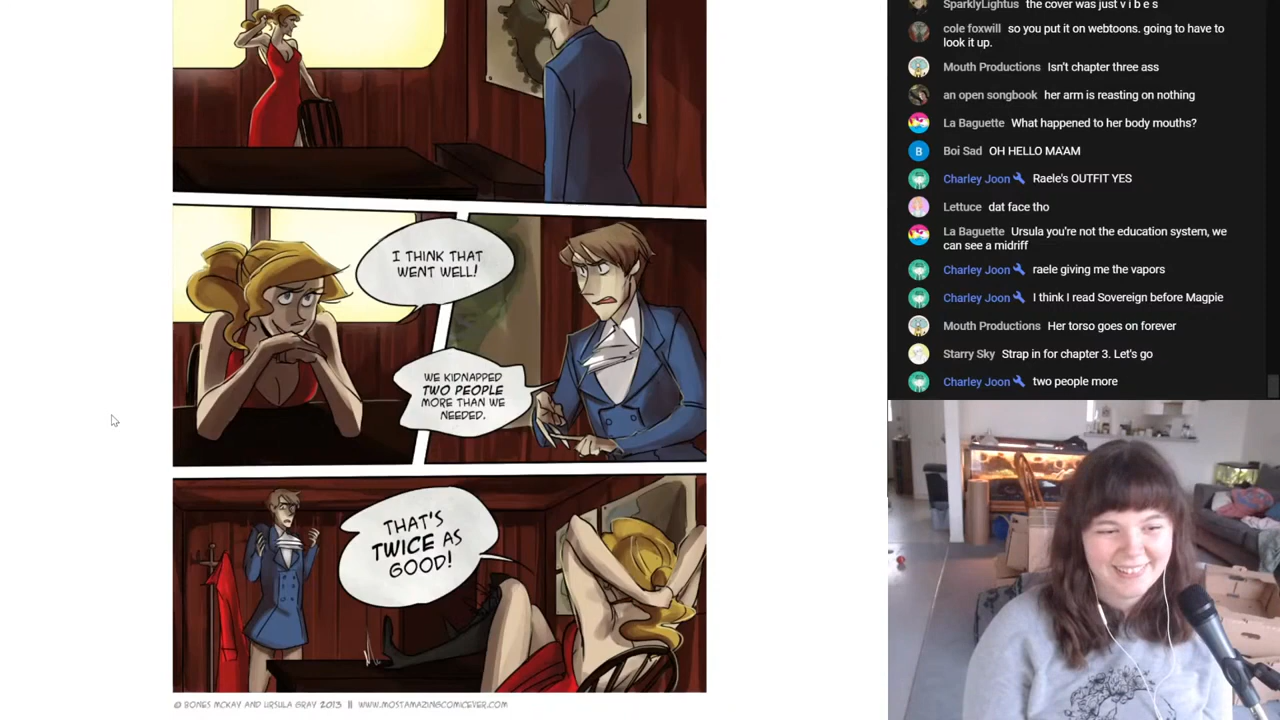 I THINK THAT
WENT WELL!
WE KIDNAPPED
TWO PEOPLE
MORE THAN WE
NEEDED.
THAT'S
TWICE AS
GOOD!
© BONES MCKAY AND URSULA GRAY 2013 || WWW.MOSTAMAZINGCOMICEVER.COM
SparklyLightus the cover was just v i b e s
cole foxwill so you put it on webtoons. going to have to
look it up.
Mouth Productions Isn't chapter three ass
an open songbook her arm is reasting on nothing
La Baguette What happened to her body mouths?
B
Boi Sad OH HELLO MA'AM
Charley Joon Raele's OUTFIT YES
Lettuce dat face tho
La Baguette Ursula you're not the education system, we
can see a midriff
Charley Joon raele giving me the vapors
Charley Joon I think I read Sovereign before Magpie
Mouth Productions Her torso goes on forever
Starry Sky Strap in for chapter 3. Let's go
Charley Joon two people more